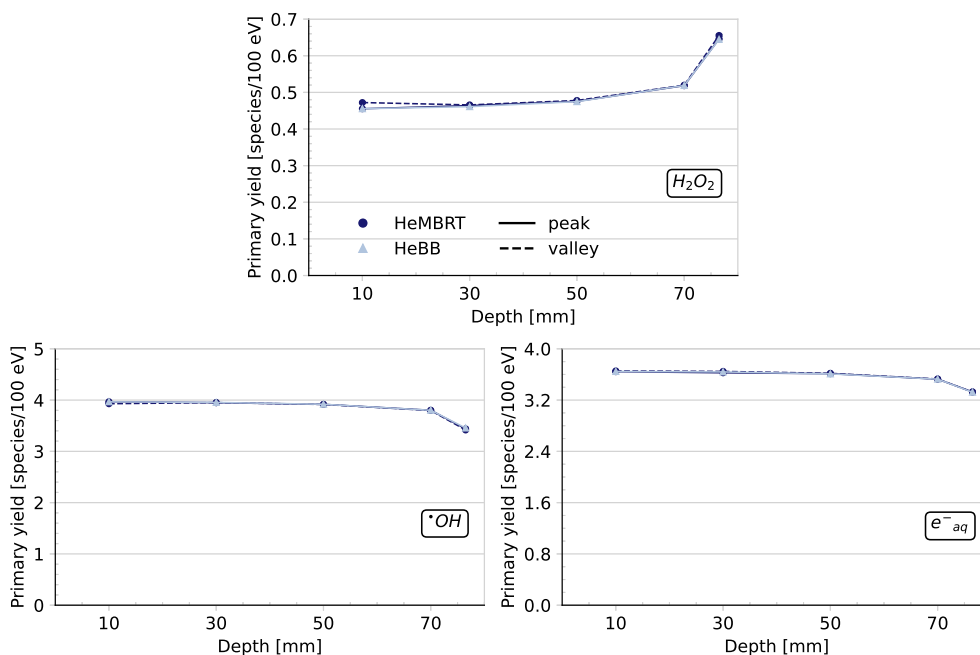 Primary yield [species/100 eV]
0.7
0.6
0.5
0.4
0.3
0.2
0.1
0.0
H₂O₂
HeMBRT
HeBB
peak
valley
10 30 50 70
Depth [mm]
Primary yield [species/100 eV]
5
4
3
2
1
0
•OH
10 30 50 70
Depth [mm]
Primary yield [species/100 eV]
4.0
3.2
2.4
1.6
0.8
0.0
e⁻aq
10 30 50 70
Depth [mm]